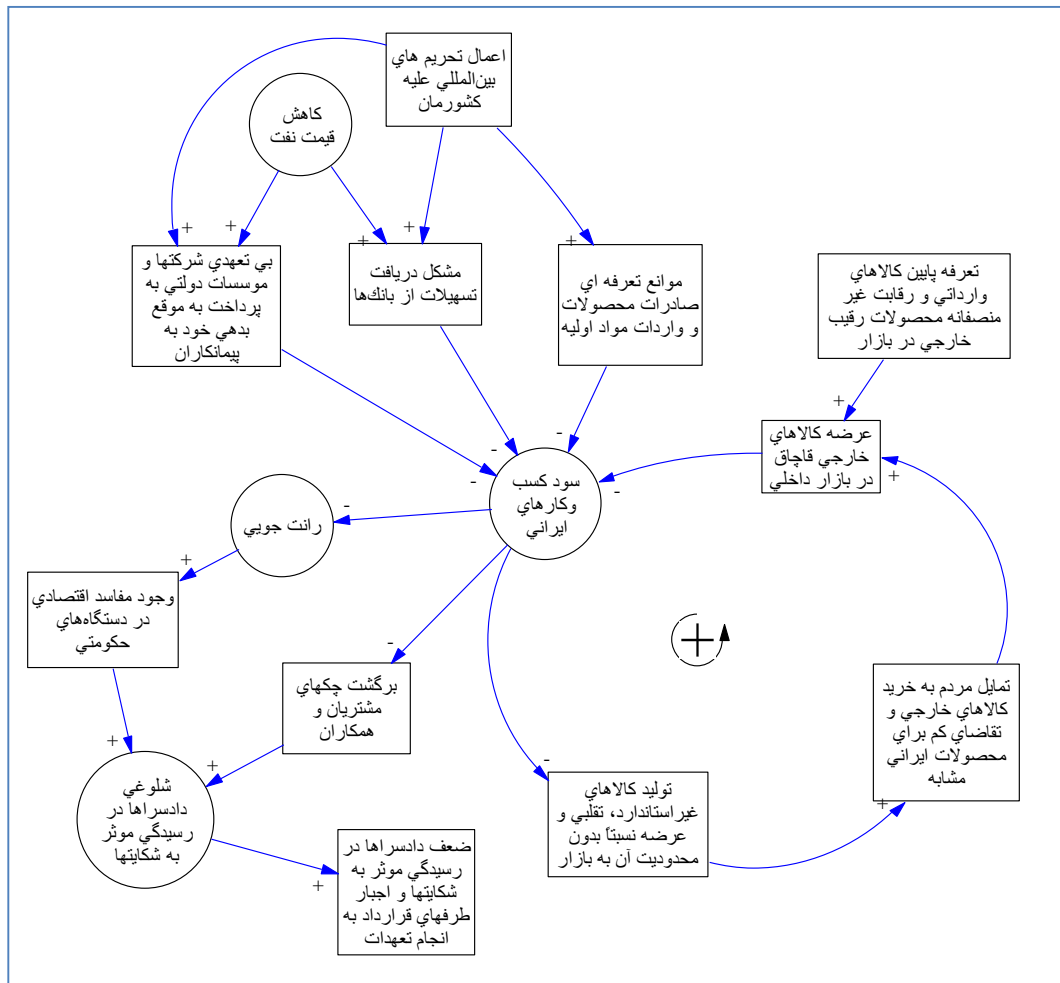 اعمال تحريم هاي
بين‌المللي عليه
كشورمان
كاهش
قيمت نفت
+
+
+
+
+
بي تعهدي شركتها و
موسسات دولتي به
پرداخت به موقع
بدهي خود به
پيمانكاران
مشكل دريافت
تسهيلات از بانك‌ها
موانع تعرفه اي
صادرات محصولات
و واردات مواد اوليه
تعرفه پايين كالاهاي
وارداتي و رقابت غير
منصفانه محصولات رقيب
خارجي در بازار
+
عرضه كالاهاي
خارجي قاچاق
در بازار داخلي
+
-
-
-
-
سود كسب
وكارهاي
ايراني
-
رانت جويي
+
وجود مفاسد اقتصادي
در دستگاه‌هاي
حكومتي
+
-
برگشت چكهاي
مشتريان و
همكاران
+
تمايل مردم به خريد
كالاهاي خارجي و
تقاضاي كم براي
محصولات ايراني
مشابه
+
-
توليد كالاهاي
غيراستاندارد، تقلبي و
عرضه نسبتاً بدون
محدوديت آن به بازار
شلوغي
دادسراها در
رسيدگي موثر
به شكايتها
+
ضعف دادسراها در
رسيدگي موثر به
شكايتها و اجبار
طرفهاي قرارداد به
انجام تعهدات
+